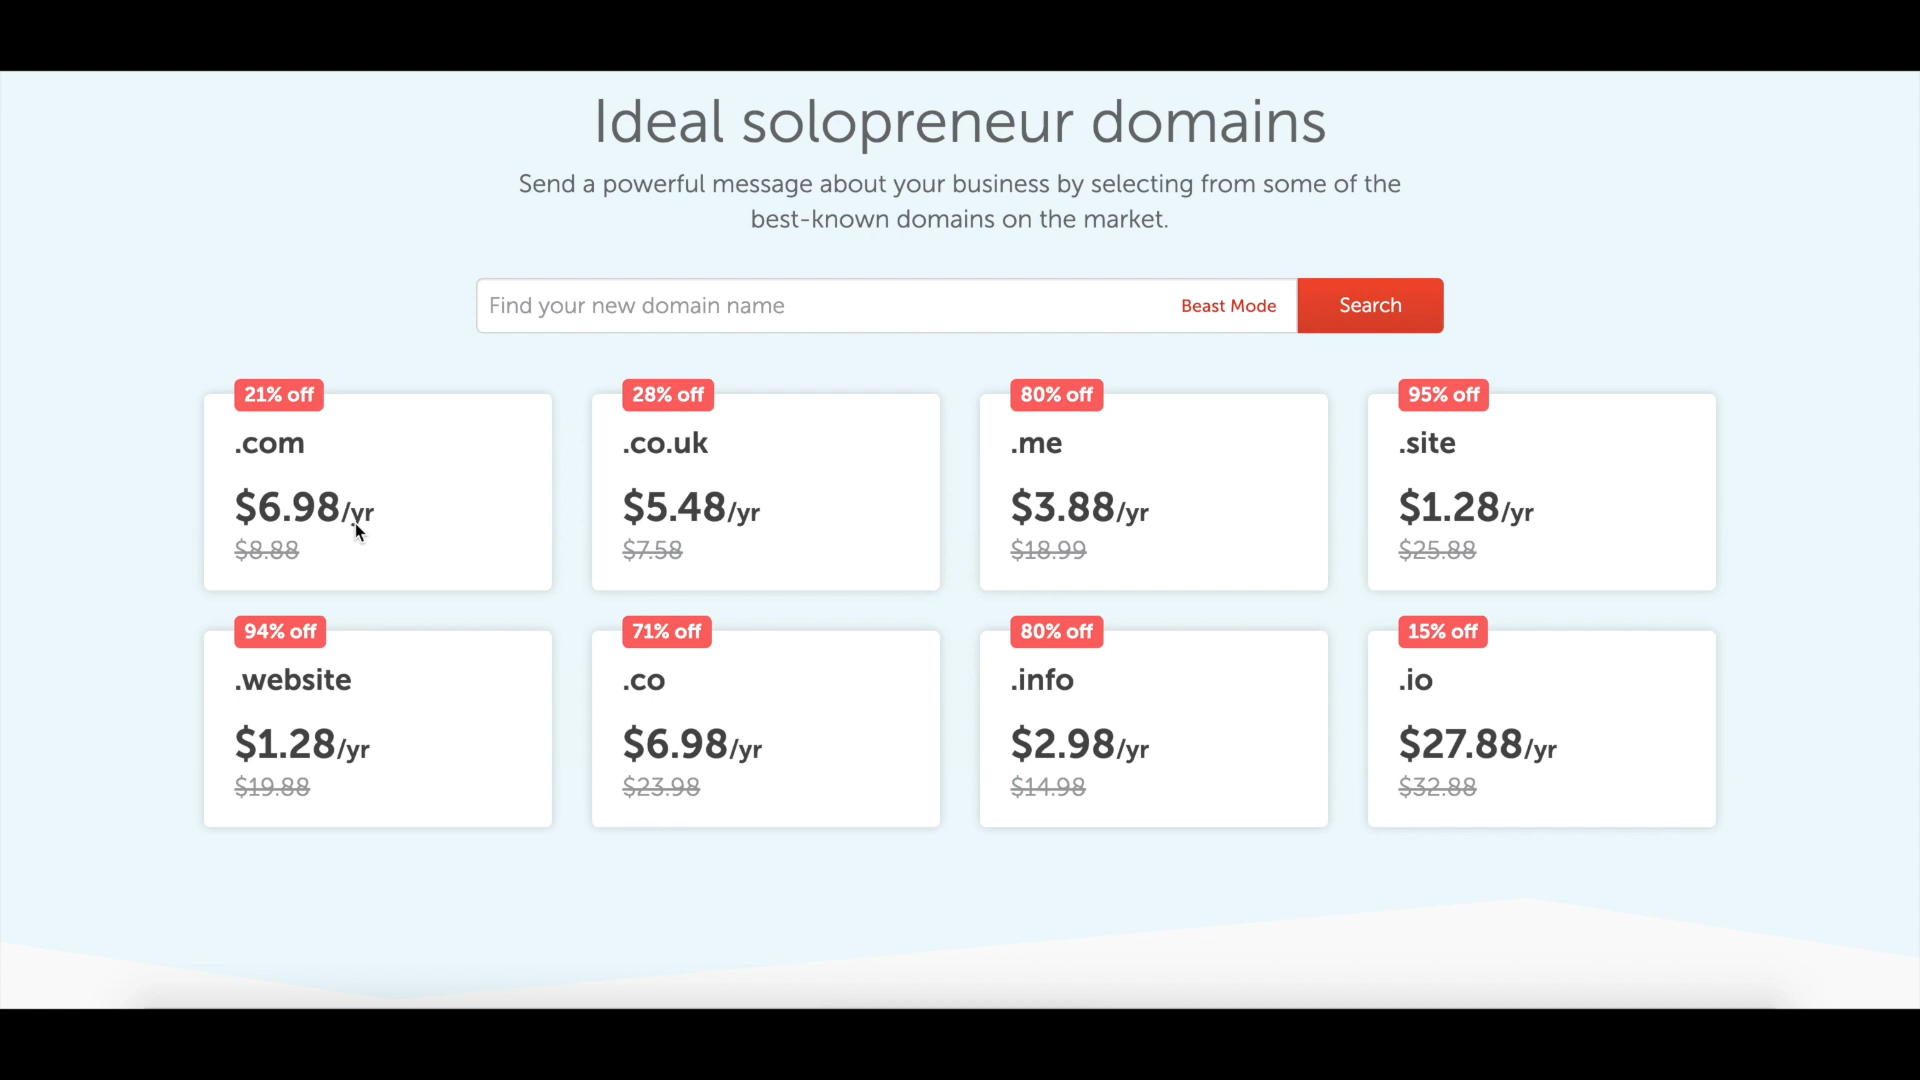 Ideal solopreneur domains
Send a powerful message about your business by selecting from some of the
best-known domains on the market.
Find your new domain name
Beast Mode
Search
21% off
.com
$6.98/yr
$8.88
28% off
.co.uk
$5.48/yr
$7.58
80% off
.me
$3.88/yr
$18.99
95% off
.site
$1.28/yr
$25.88
94% off
.website
$1.28/yr
$19.88
71% off
.co
$6.98/yr
$23.98
80% off
.info
$2.98/yr
$14.98
15% off
.io
$27.88/yr
$32.88